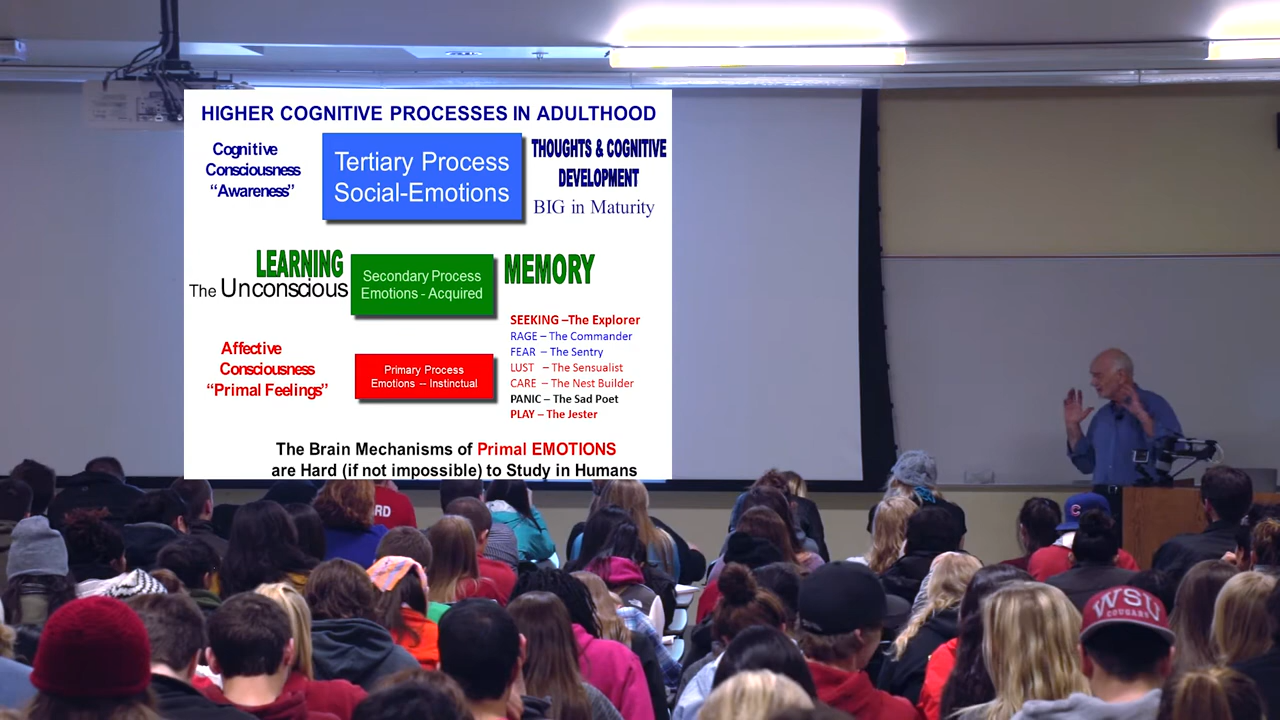 HIGHER COGNITIVE PROCESSES IN ADULTHOOD
Cognitive
Consciousness
“Awareness”
Tertiary Process
Social-Emotions
THOUGHTS & COGNITIVE
DEVELOPMENT
BIG in Maturity
LEARNING
The Unconscious
Secondary Process
Emotions - Acquired
MEMORY
Affective
Consciousness
“Primal Feelings”
Primary Process
Emotions – Instinctual
SEEKING –The Explorer
RAGE – The Commander
FEAR – The Sentry
LUST – The Sensualist
CARE – The Nest Builder
PANIC – The Sad Poet
PLAY – The Jester
The Brain Mechanisms of Primal EMOTIONS
are Hard (if not impossible) to Study in Humans
RD
C
WSU
COUGARS